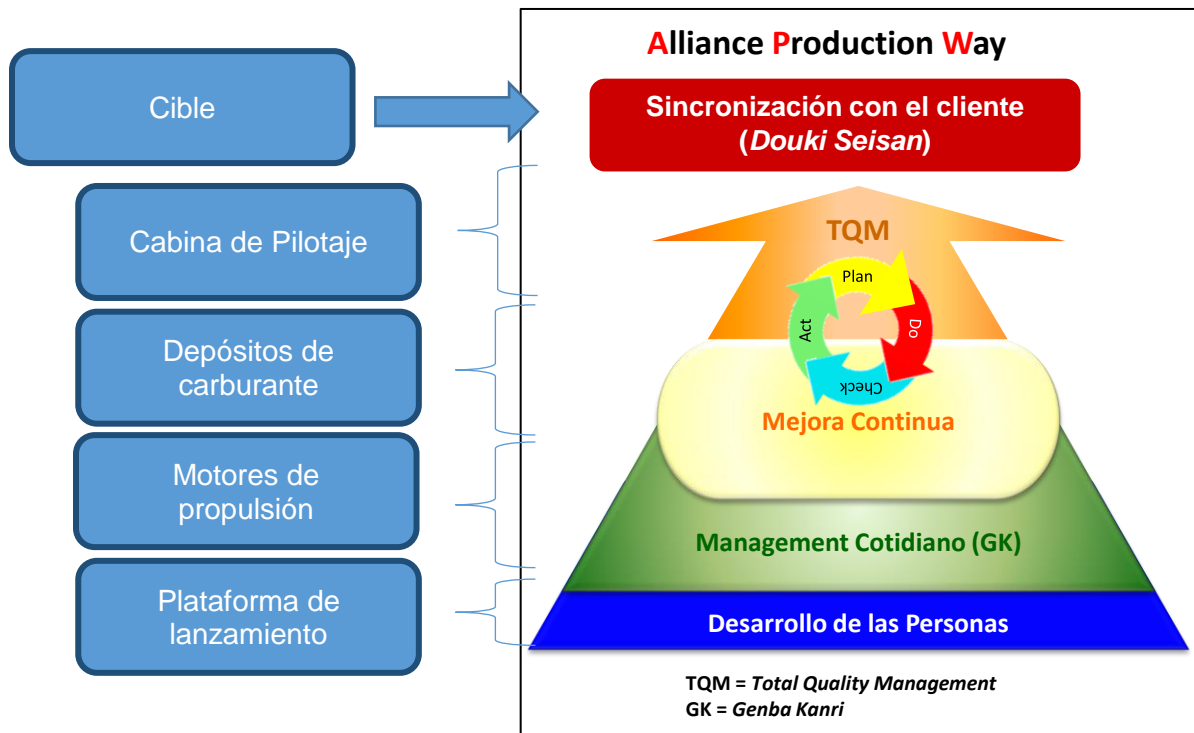 Cible
Cabina de Pilotaje
Depósitos de
carburante
Motores de
propulsión
Plataforma de
lanzamiento
Alliance Production Way
Sincronización con el cliente
(Douki Seisan)
TQM
Plan
Do
Check
Act
Mejora Continua
Management Cotidiano (GK)
Desarrollo de las Personas
TQM = Total Quality Management
GK = Genba Kanri